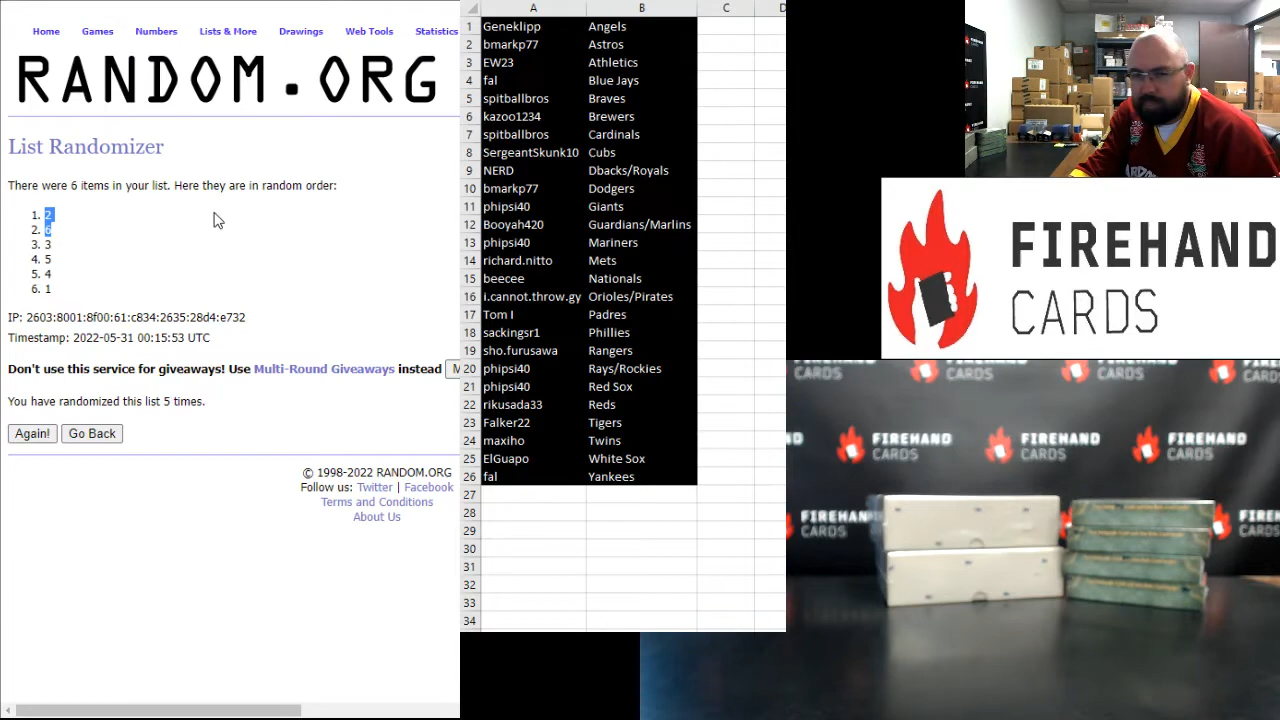 Home Games Numbers Lists & More Drawings Web Tools Statistics
RANDOM.ORG
List Randomizer
There were 6 items in your list. Here they are in random order:
1. 2
2. 6
3. 3
4. 5
5. 4
6. 1
IP: 2603:8001:8f00:61:c834:2635:28d4:e732
Timestamp: 2022-05-31 00:15:53 UTC
Don't use this service for giveaways! Use Multi-Round Giveaways instead
You have randomized this list 5 times.
Again! Go Back
© 1998-2022 RANDOM.ORG
Follow us: Twitter | Facebook
Terms and Conditions
About Us
A B C D
1 Geneklipp Angels
2 bmarkp77 Astros
3 EW23 Athletics
4 fal Blue Jays
5 spitballbros Braves
6 kazoo1234 Brewers
7 spitballbros Cardinals
8 SergeantSkunk10 Cubs
9 NERD Dbacks/Royals
10 bmarkp77 Dodgers
11 phipsi40 Giants
12 Booyah420 Guardians/Marlins
13 phipsi40 Mariners
14 richard.nitto Mets
15 beecee Nationals
16 i.cannot.throw.gy Orioles/Pirates
17 Tom I Padres
18 sackingsr1 Phillies
19 sho.furusawa Rangers
20 phipsi40 Rays/Rockies
21 phipsi40 Red Sox
22 rikusada33 Reds
23 Falker22 Tigers
24 maxiho Twins
25 ElGuapo White Sox
26 fal Yankees
27
28
29
30
31
32
33
34
FIREHAND
CARDS
CARDS
CARDS
CARDS
FIREHAND
CARDS
FIREHAND
CARDS
FIREHAND
CARDS
FIREHAND
CARDS